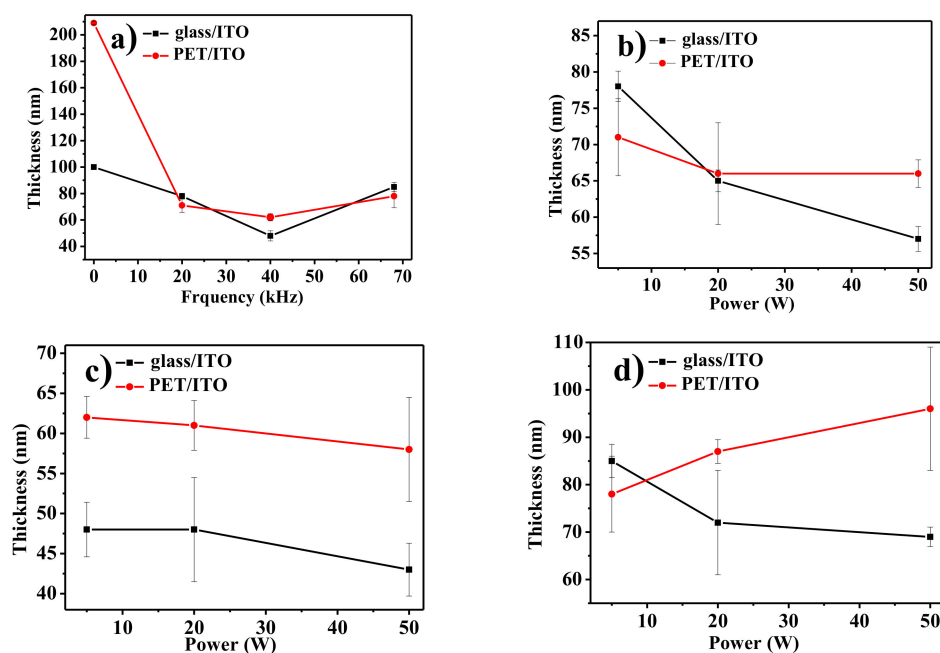 a)
glass/ITO
PET/ITO
200
180
160
140
120
100
80
60
40
0
10
20
30
40
50
60
70
Thickness (nm)
Frquency (kHz)
b)
glass/ITO
PET/ITO
85
80
75
70
65
60
55
10
20
30
40
50
Thickness (nm)
Power (W)
c)
glass/ITO
PET/ITO
70
65
60
55
50
45
40
10
20
30
40
50
Thickness (nm)
Power (W)
d)
glass/ITO
PET/ITO
110
100
90
80
70
60
10
20
30
40
50
Thickness (nm)
Power (W)